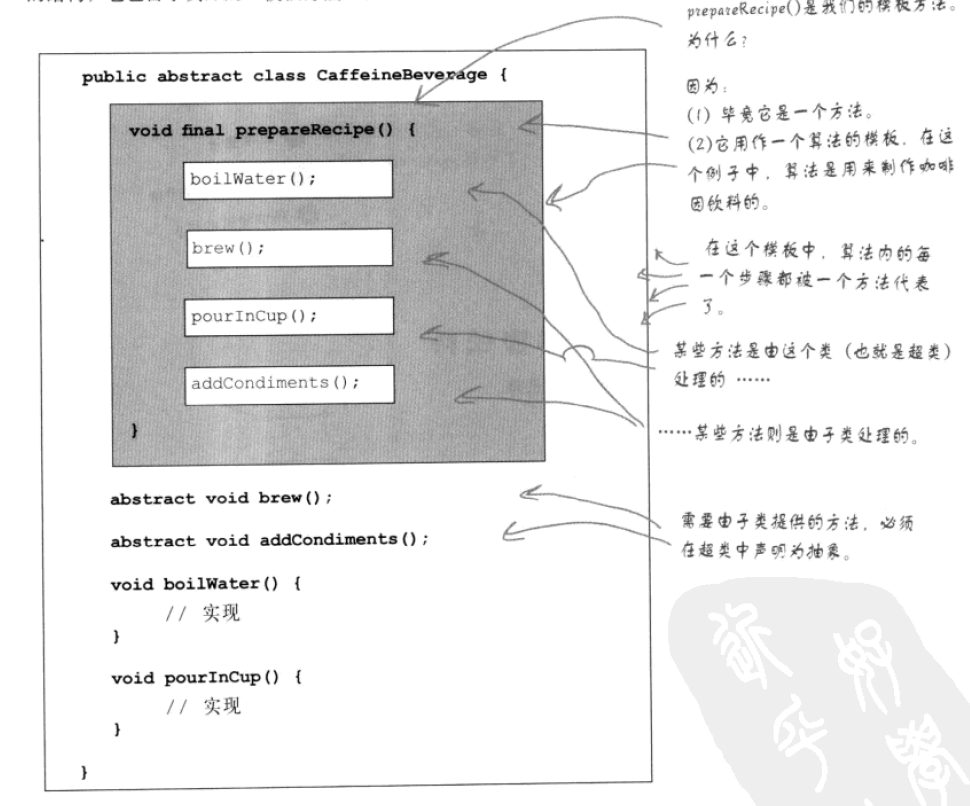 public abstract class CaffeineBeverage {
void final prepareRecipe() {
boilWater();
brew();
pourInCup();
addCondiments();
}
abstract void brew();
abstract void addCondiments();
void boilWater() {
// 实现
}
void pourInCup() {
// 实现
}
}
prepareRecipe()是我们的模板方法。
为什么?
因为:
(1) 毕竟它是一个方法。
(2)它用作一个算法的模板, 在这
个例子中, 算法是用来制作咖啡
因饮料的。
在这个模板中, 算法内的每
一个步骤都被一个方法代表
了。
某些方法是由这个类 (也就是超类)
处理的 ……
……某些方法则是由子类处理的。
需要由子类提供的方法, 必须
在超类中声明为抽象。